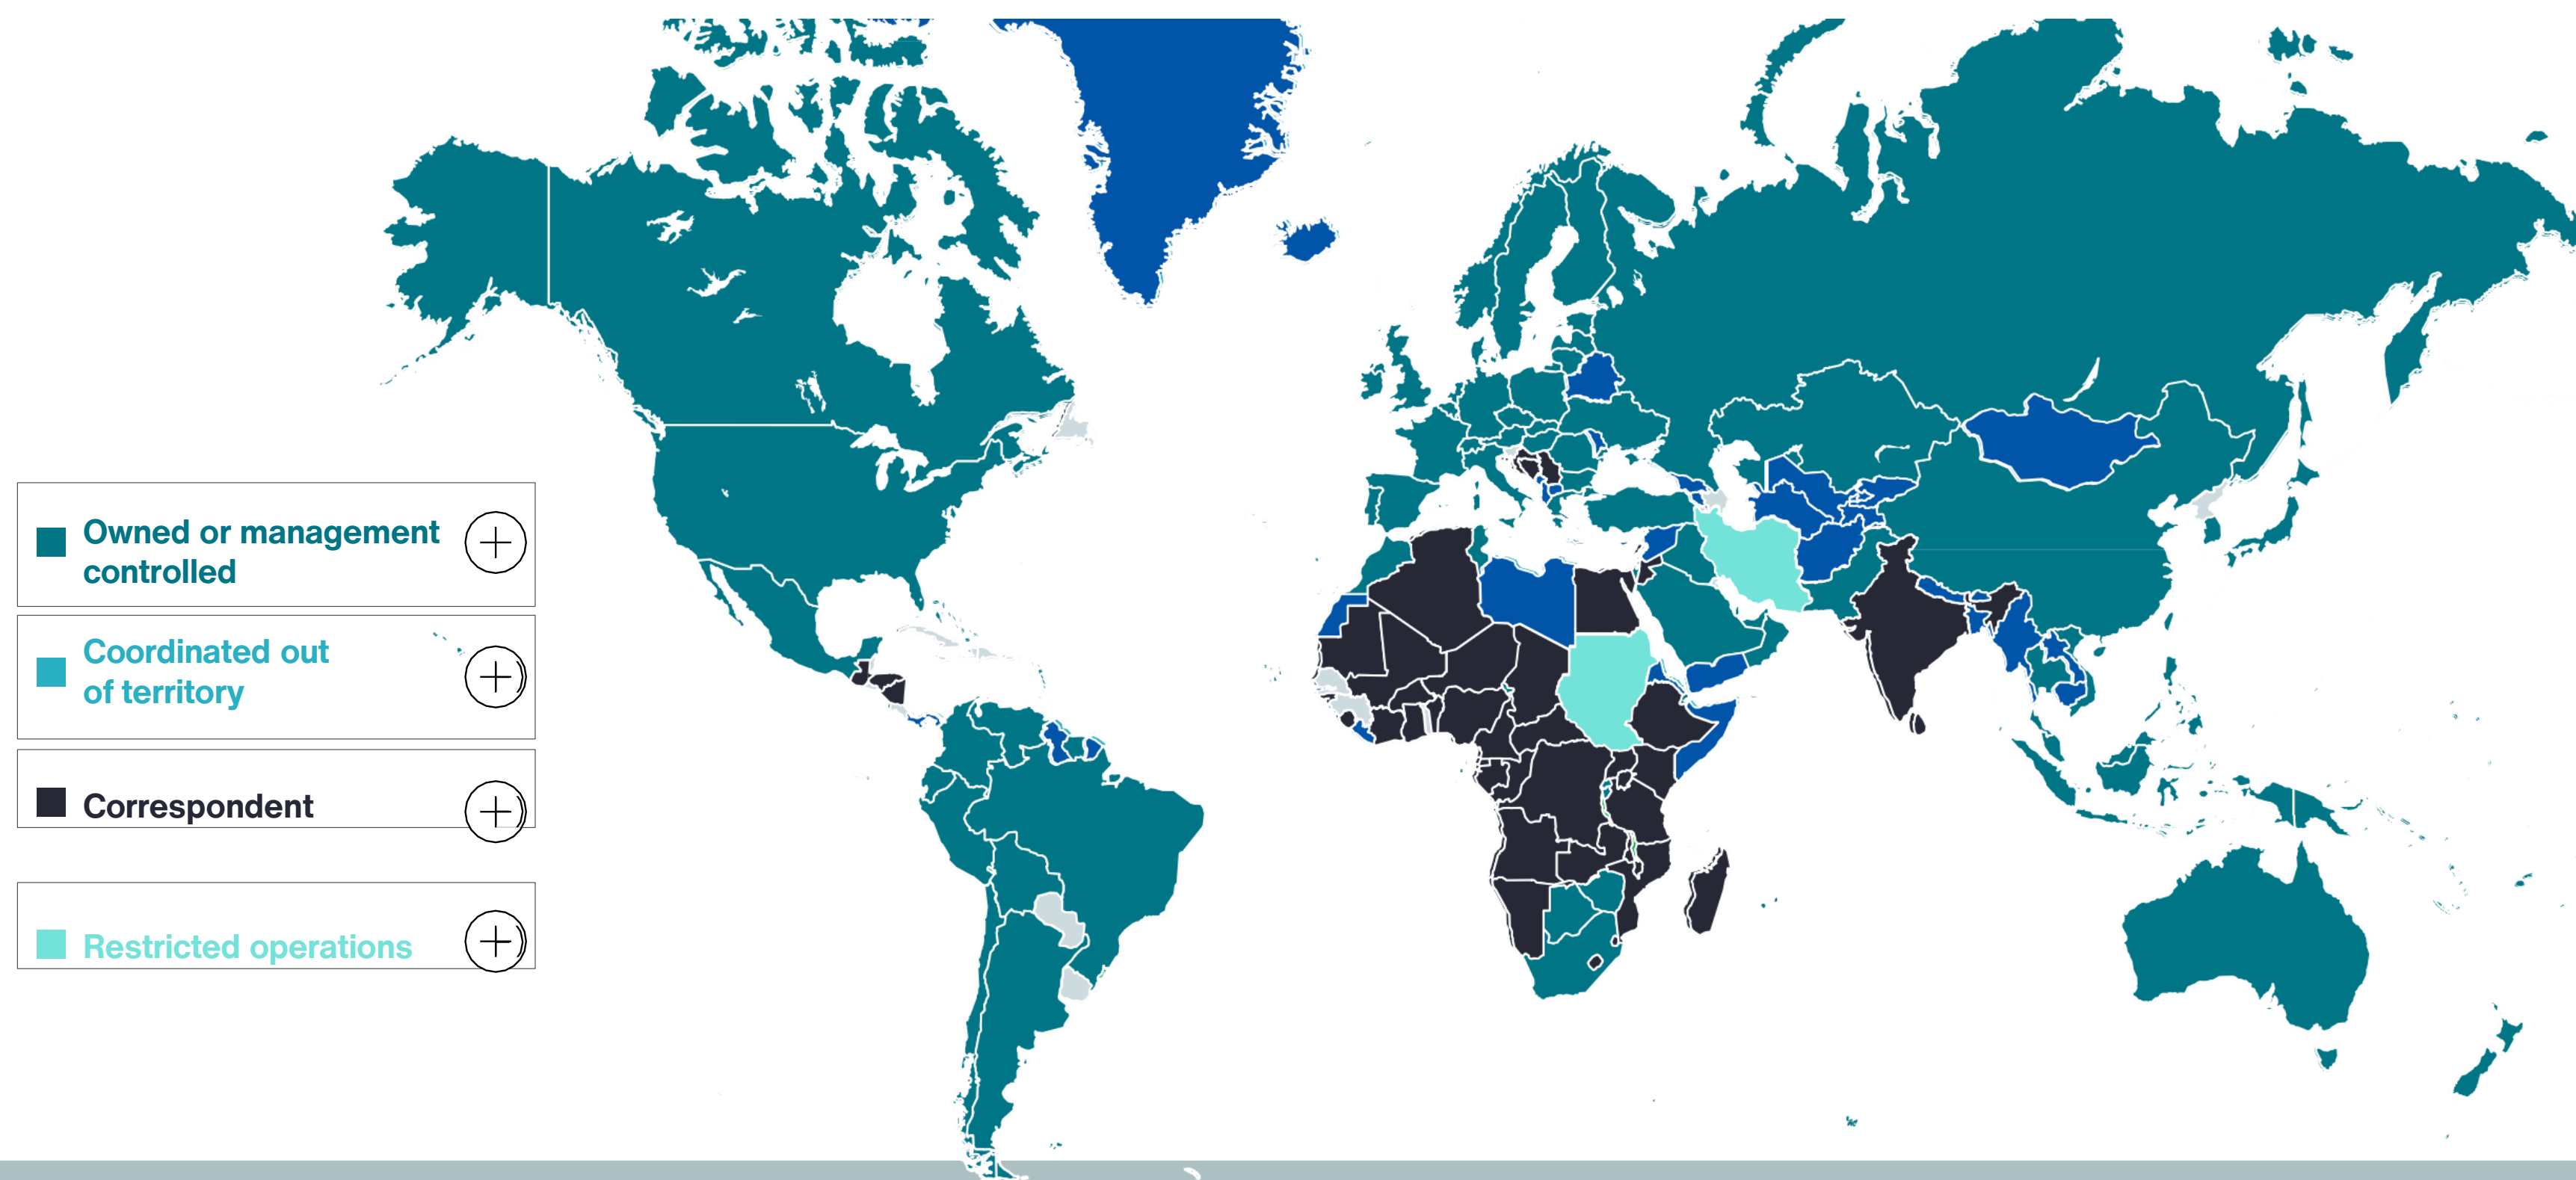 Owned or management
controlled
Coordinated out
of territory
Correspondent
Restricted operations